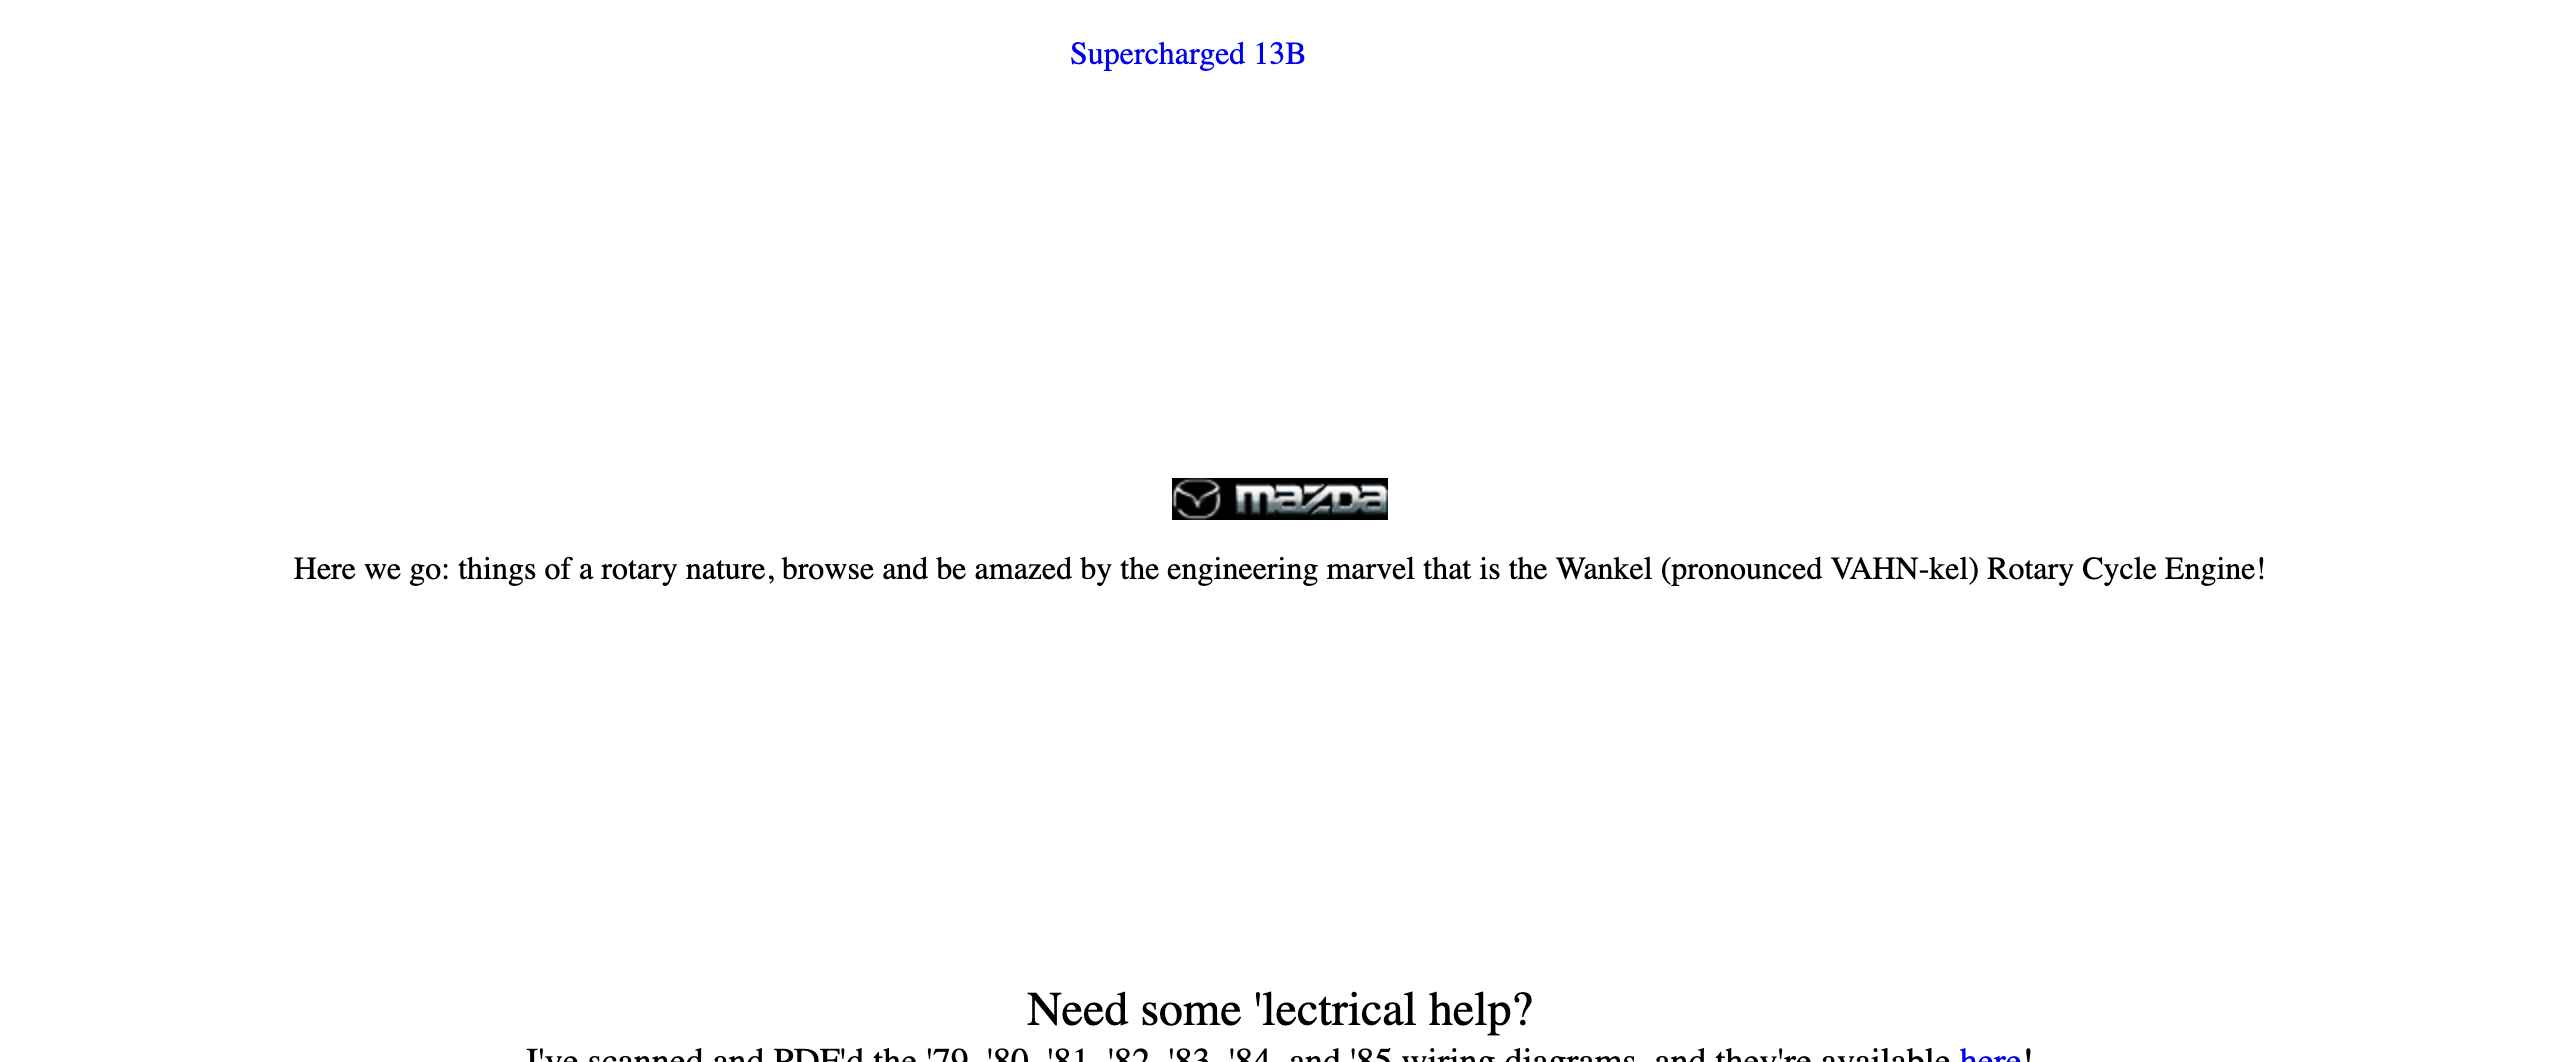 Supercharged 13B
mazda
Here we go: things of a rotary nature, browse and be amazed by the engineering marvel that is the Wankel (pronounced VAHN-kel) Rotary Cycle Engine!
Need some 'lectrical help?
I've scanned and PDF'd the '79, '80, '81, '82, '83, '84, and '85 wiring diagrams, and they're available here!